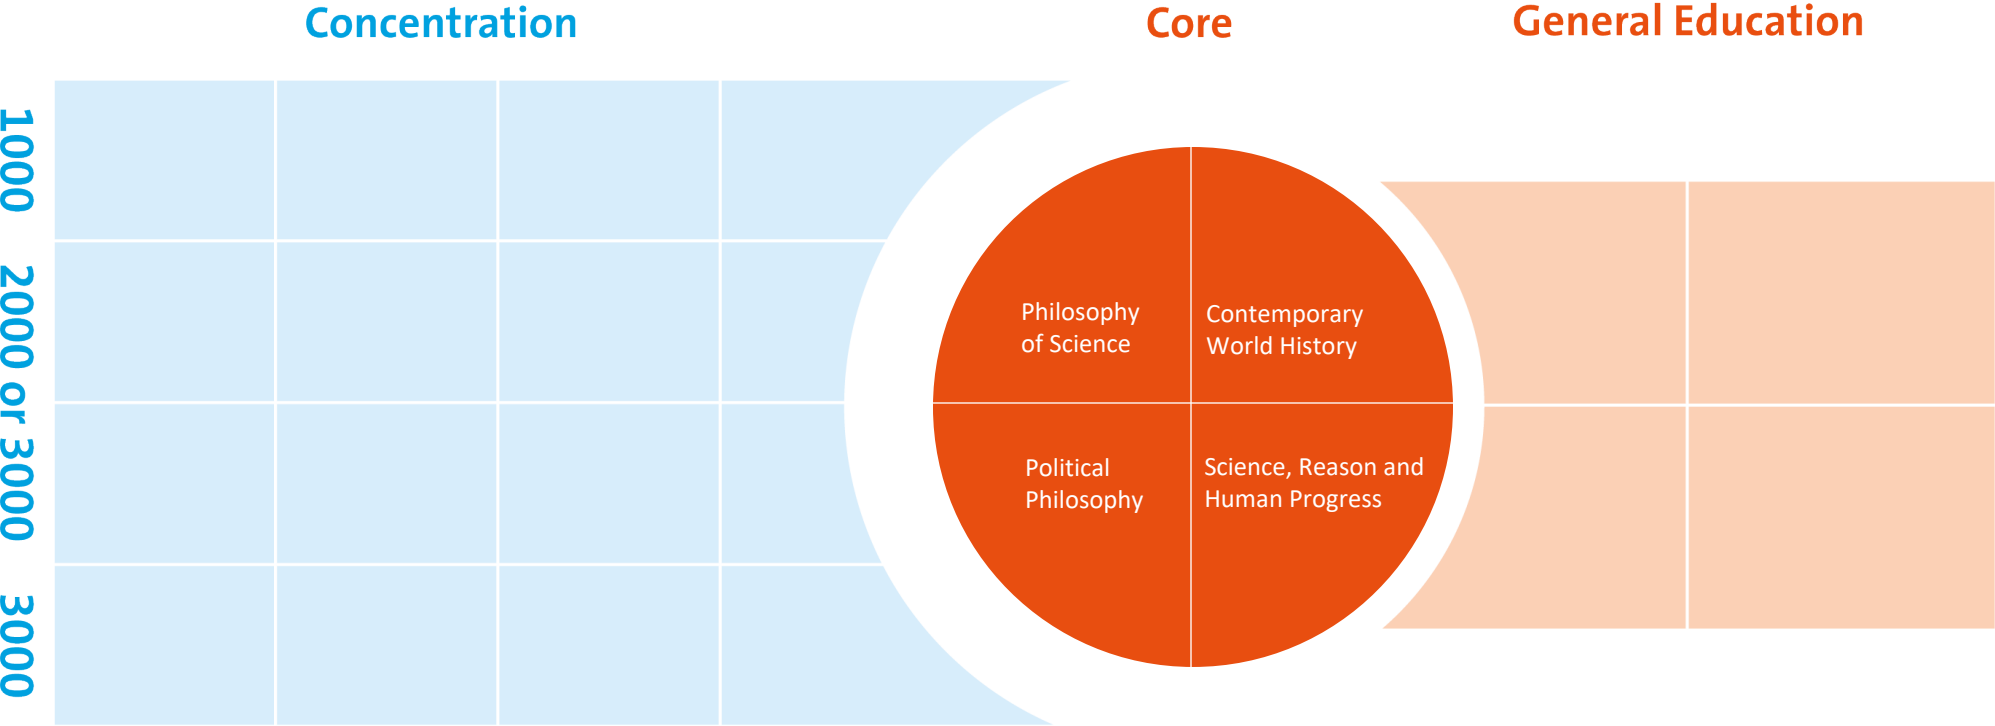 Concentration
Core
General Education
1000
2000 or 3000
3000
Philosophy
of Science
Contemporary
World History
Political
Philosophy
Science, Reason and
Human Progress